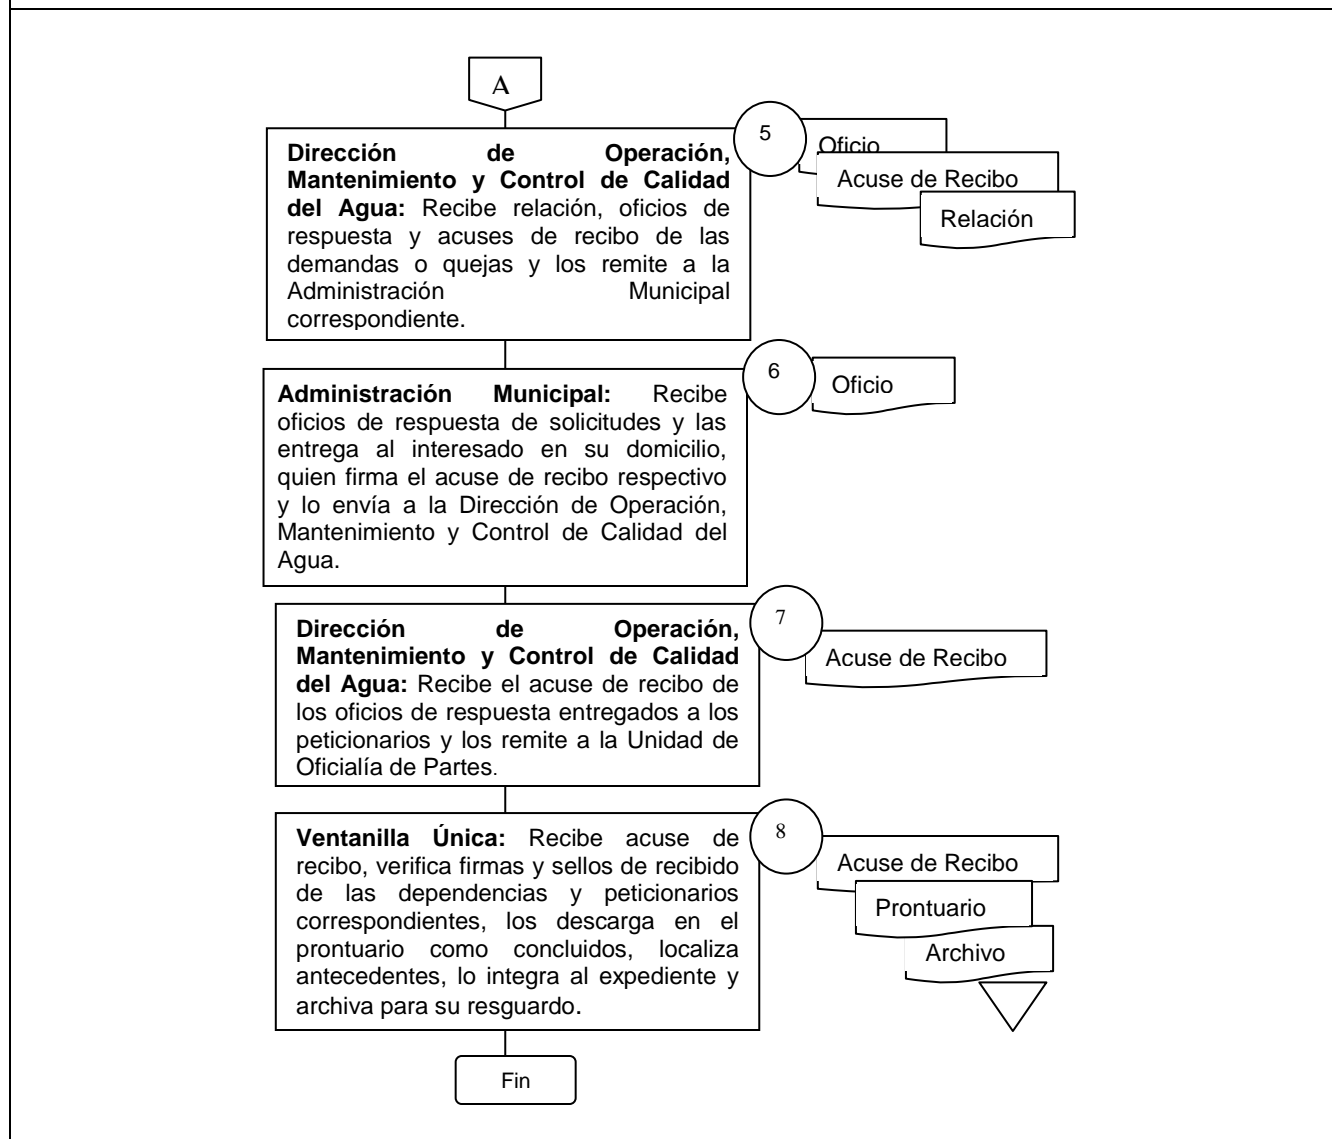 A
Dirección de Operación,
Mantenimiento y Control de Calidad
del Agua: Recibe relación, oficios de
respuesta y acuses de recibo de las
demandas o quejas y los remite a la
Administración Municipal
correspondiente.
5
Oficio
Acuse de Recibo
Relación
Administración Municipal: Recibe
oficios de respuesta de solicitudes y las
entrega al interesado en su domicilio,
quien firma el acuse de recibo respectivo
y lo envía a la Dirección de Operación,
Mantenimiento y Control de Calidad del
Agua.
6
Oficio
Dirección de Operación,
Mantenimiento y Control de Calidad
del Agua: Recibe el acuse de recibo de
los oficios de respuesta entregados a los
peticionarios y los remite a la Unidad de
Oficialía de Partes.
7
Acuse de Recibo
Ventanilla Única: Recibe acuse de
recibo, verifica firmas y sellos de recibido
de las dependencias y peticionarios
correspondientes, los descarga en el
prontuario como concluidos, localiza
antecedentes, lo integra al expediente y
archiva para su resguardo.
8
Acuse de Recibo
Prontuario
Archivo
Fin